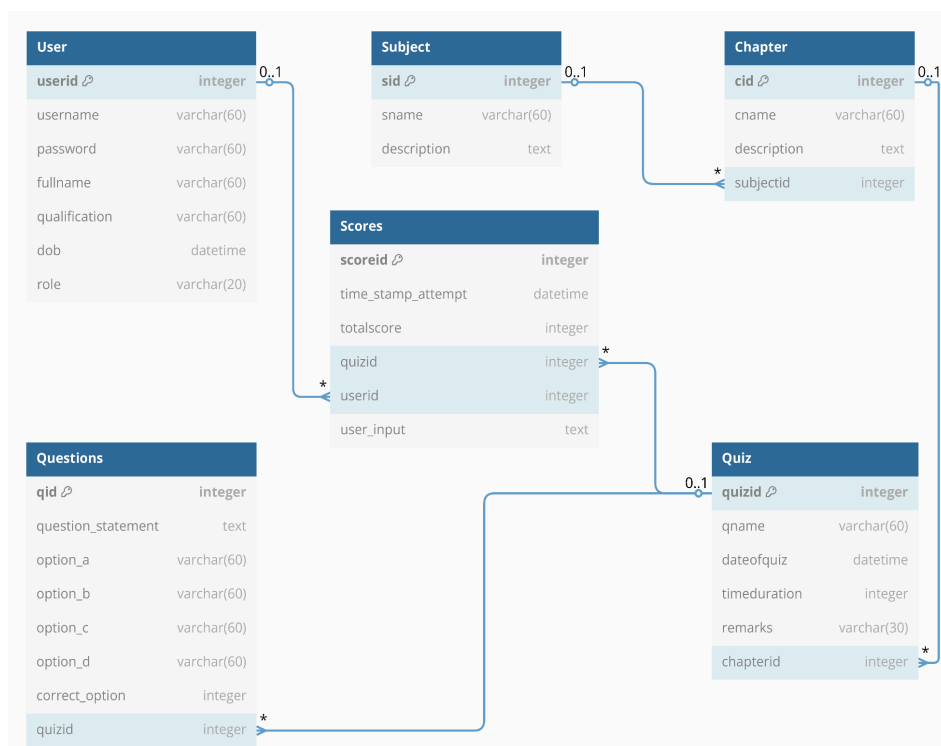 User
userid integer
username varchar(60)
password varchar(60)
fullname varchar(60)
qualification varchar(60)
dob datetime
role varchar(20)
0..1
*
Subject
sid integer
sname varchar(60)
description text
0..1
*
Chapter
cid integer
cname varchar(60)
description text
subjectid integer
0..1
*
Scores
scoreid integer
time_stamp_attempt datetime
totalscore integer
quizid integer
userid integer
user_input text
*
0..1
Questions
qid integer
question_statement text
option_a varchar(60)
option_b varchar(60)
option_c varchar(60)
option_d varchar(60)
correct_option integer
quizid integer
*
Quiz
quizid integer
qname varchar(60)
dateofquiz datetime
timeduration integer
remarks varchar(30)
chapterid integer